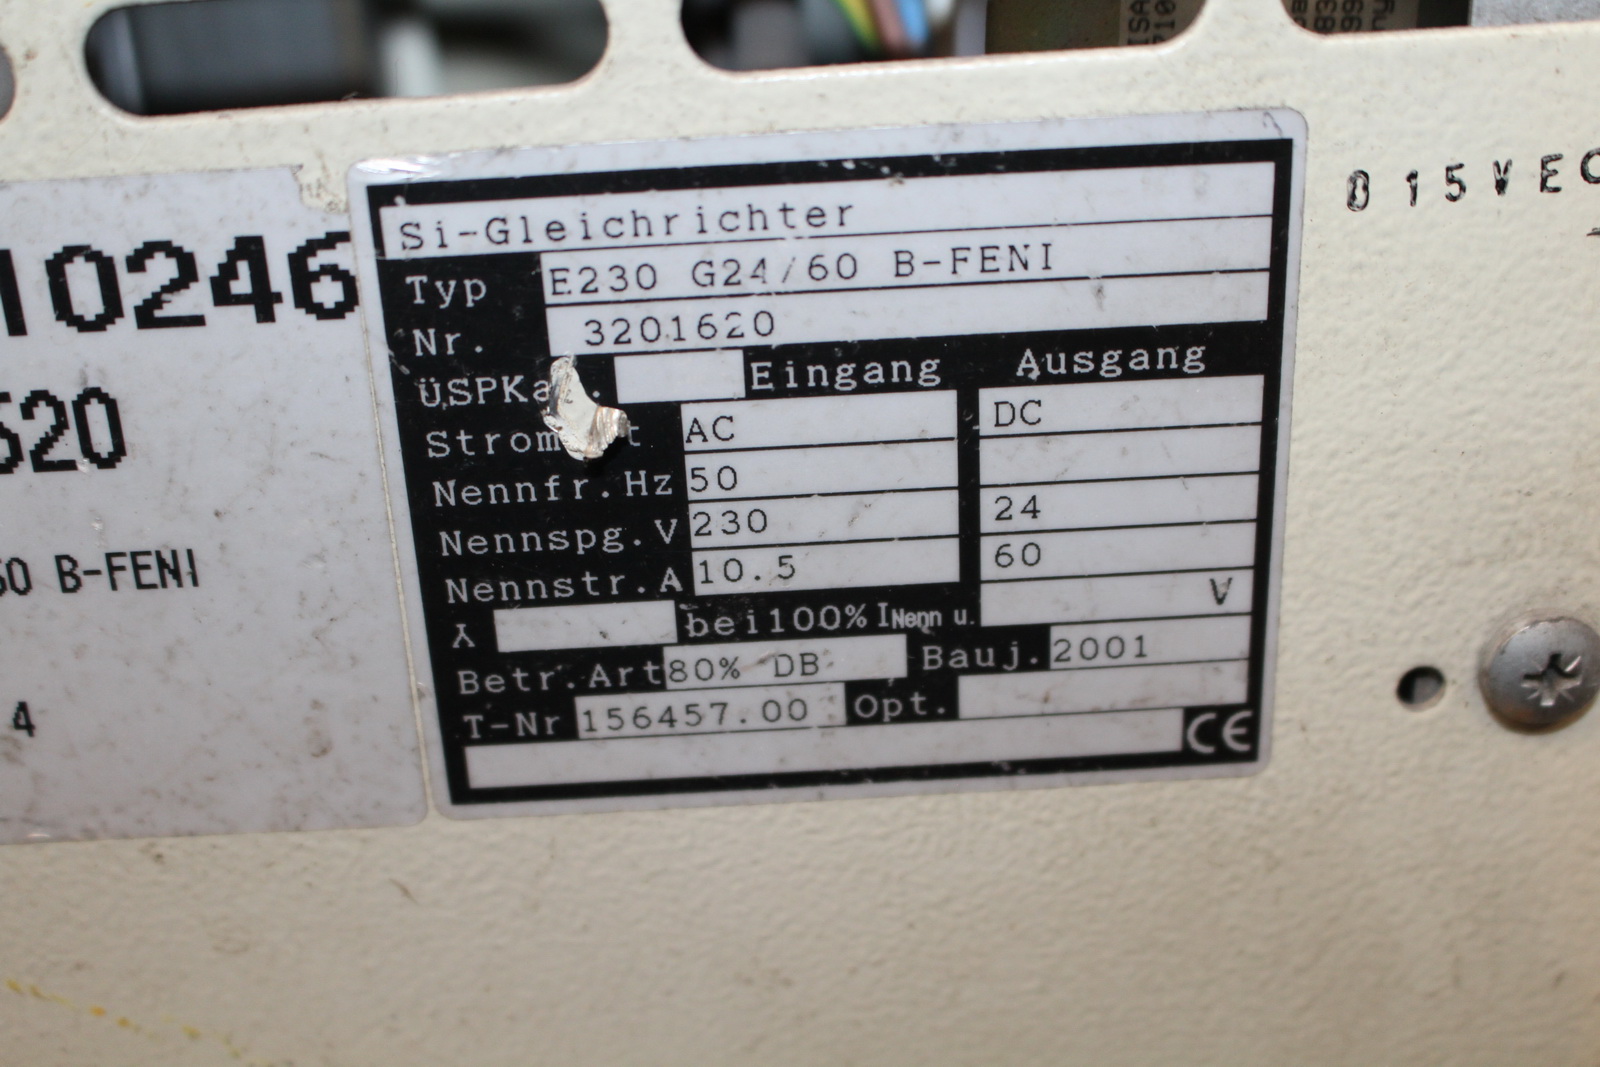 10246
520
60 B-FENI
4
Si-Gleichrichter
Typ E230 G24/60 B-FENI
Nr. 3201620
ÜSPKa . Eingang Ausgang
Strom t AC DC
Nennfr.Hz 50
Nennspg.V 230 24
Nennstr.A 10.5 60
λ bei100% INenn u. V
Betr.Art 80% DB Bauj. 2001
T-Nr 156457.00 Opt.
CE
015VEC